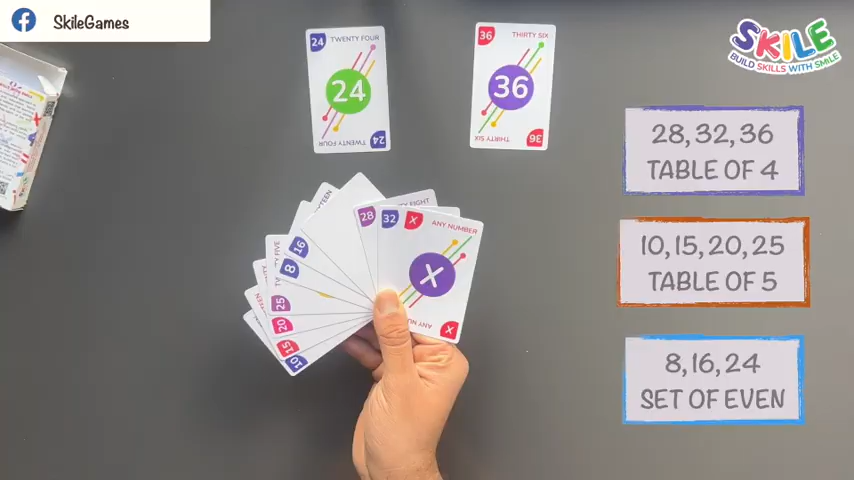 SkileGames
24 TWENTY FOUR
24
24 TWENTY FOUR
36 THIRTY SIX
36
36 THIRTY SIX
SKILE
BUILD SKILLS WITH SMILE
28, 32, 36
TABLE OF 4
10, 15, 20, 25
TABLE OF 5
8, 16, 24
SET OF EVEN
28
32
X ANY NUMBER
X
X ANY NU
16
8
25
20
15
10